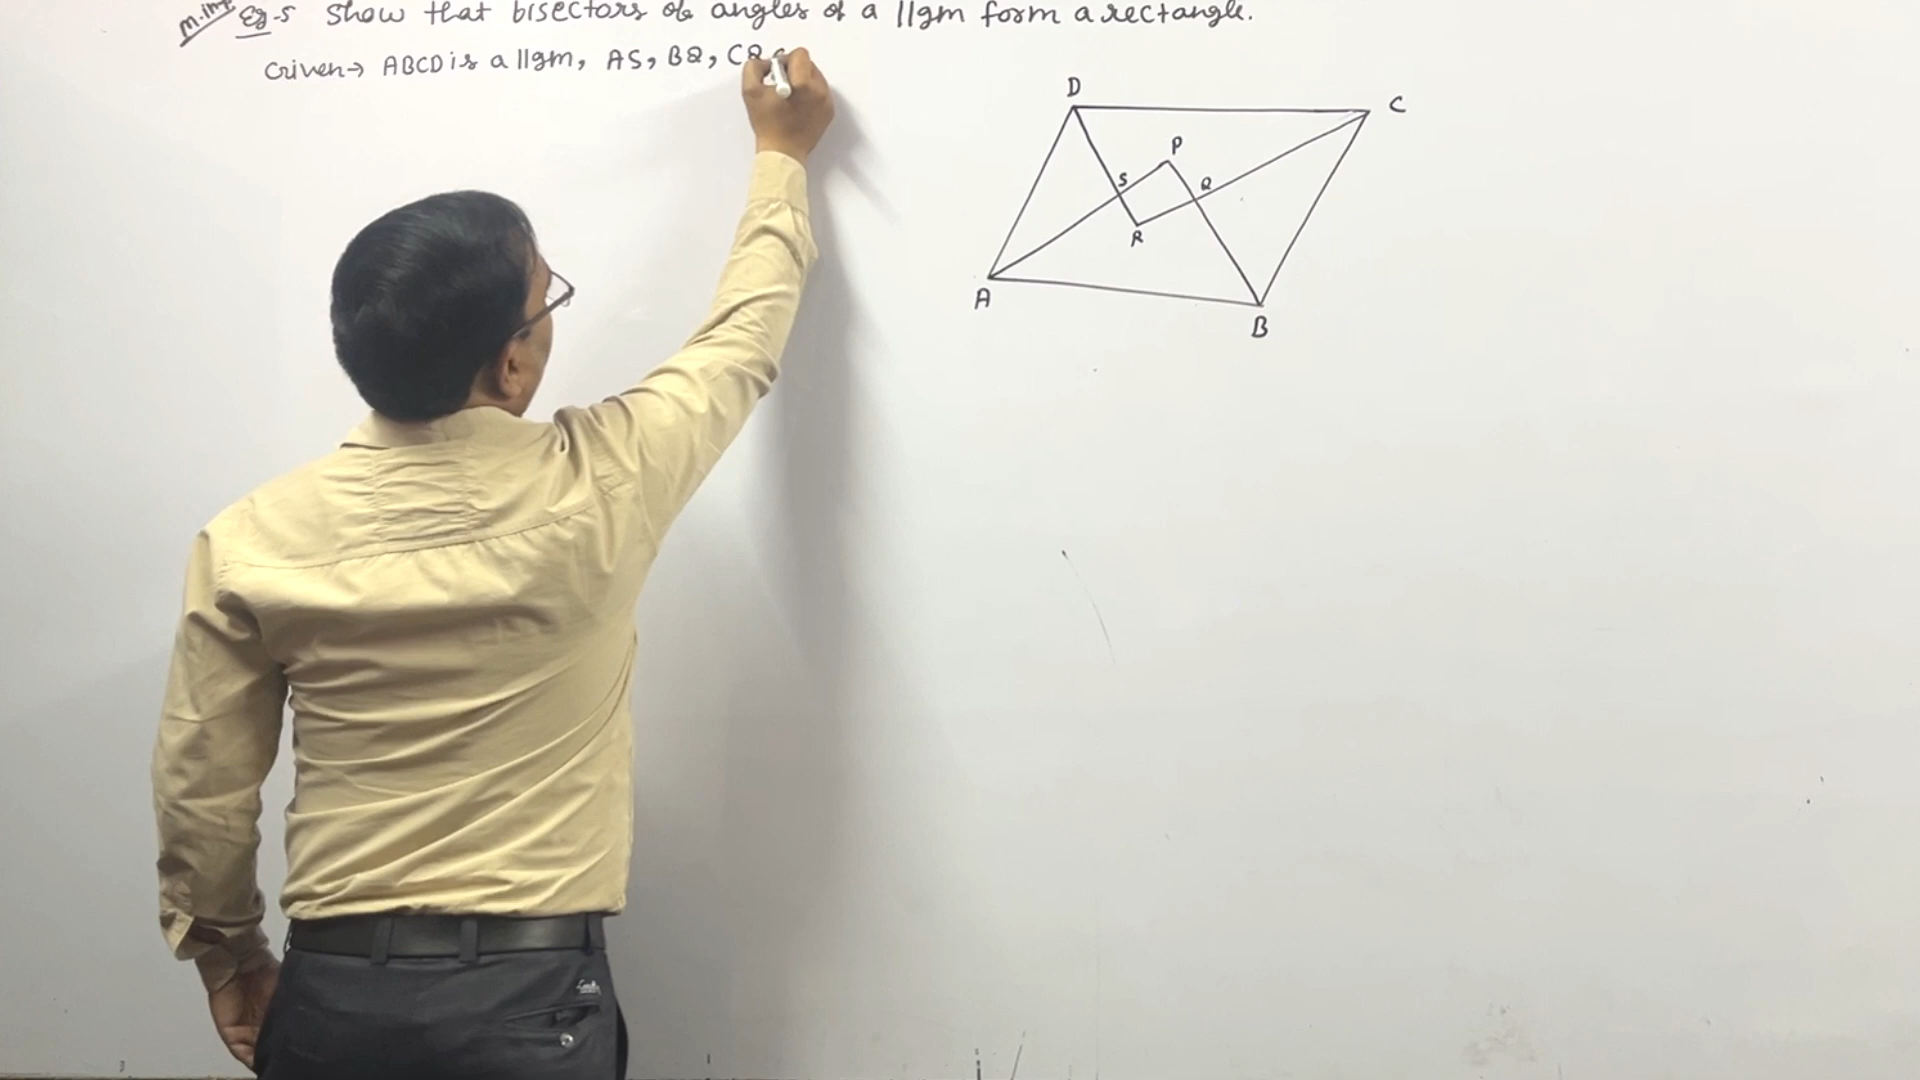 M.Imp Eg-5 Show that bisectors of angles of a ||gm form a rectangle.
Given→ ABCD is a ||gm, AS, BQ, CQ
D
C
P
S
Q
R
A
B